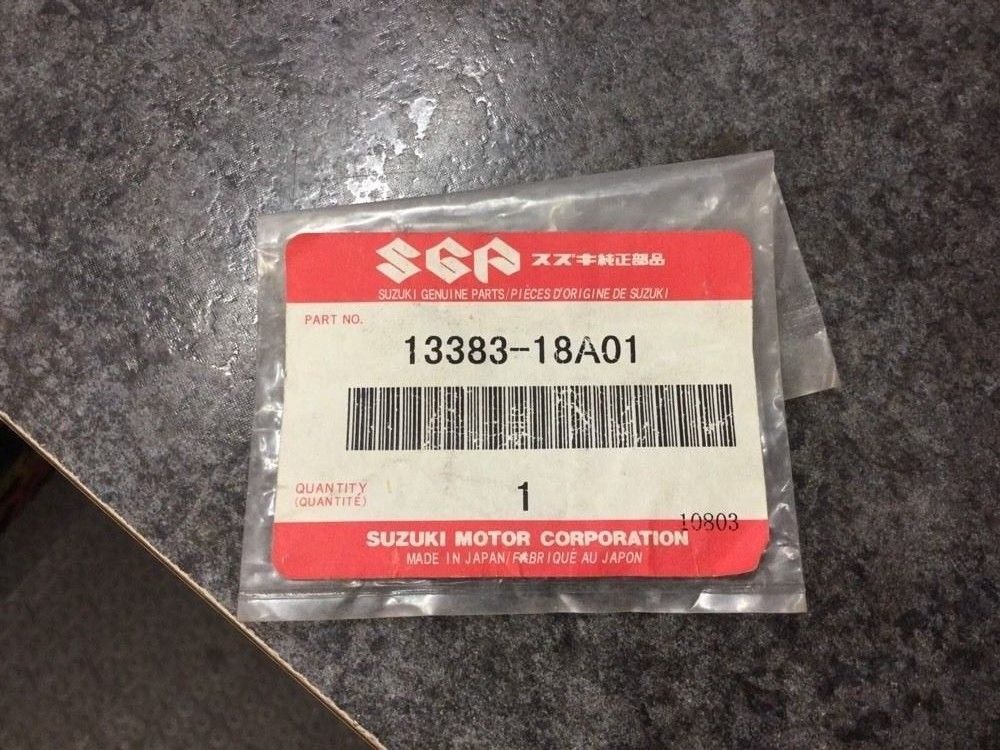 SGP スズキ純正部品
SUZUKI GENUINE PARTS/PIÈCES D'ORIGINE DE SUZUKI
PART NO.
13383-18A01
QUANTITY
(QUANTITÉ)
1
10803
SUZUKI MOTOR CORPORATION
MADE IN JAPAN/FABRIQUÉ AU JAPON